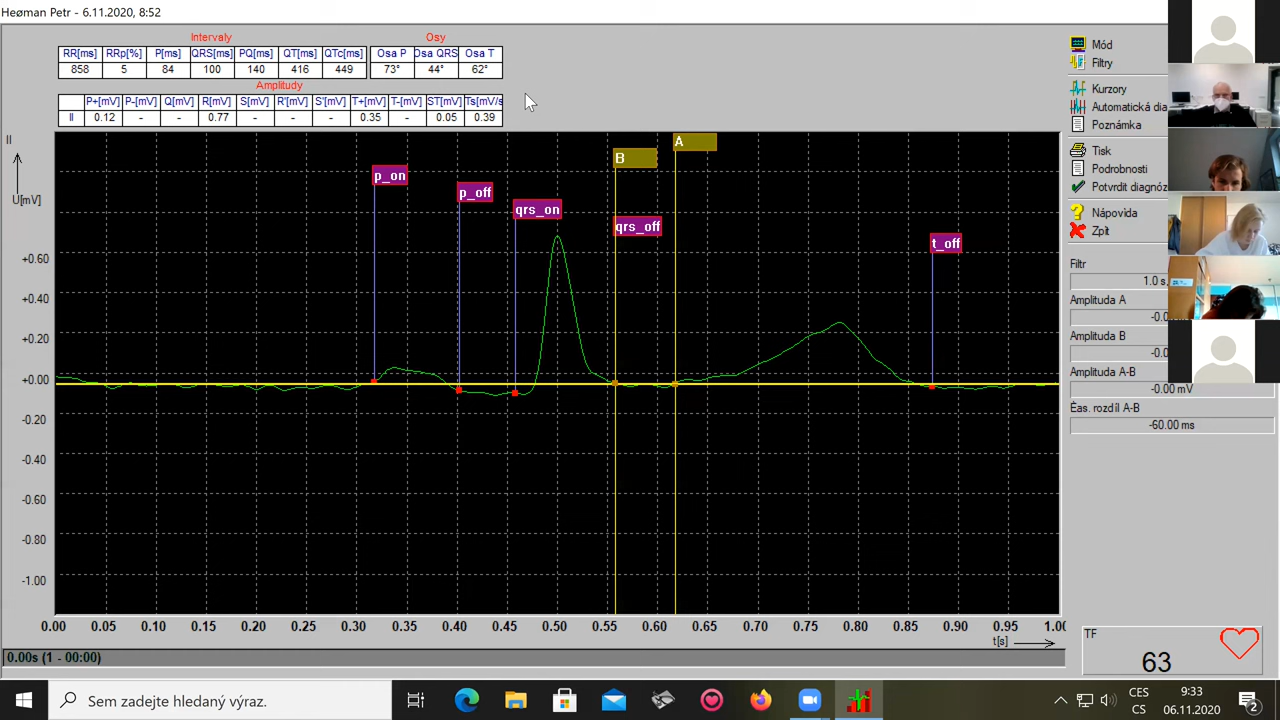 Heøman Petr - 6.11.2020, 8:52
Intervaly Osy
RR[ms] RRp[%] P[ms] QRS[ms] PQ[ms] QT[ms] QTc[ms] Osa P Osa QRS Osa T
858 5 84 100 140 416 449 73° 44° 62°
Amplitudy
P+[mV] P-[mV] Q[mV] R[mV] S[mV] R'[mV] S'[mV] T+[mV] T-[mV] ST[mV] Ts[mV/s
II 0.12 - - 0.77 - - - 0.35 - 0.05 0.39
II
U[mV]
+0.60
+0.40
+0.20
+0.00
-0.20
-0.40
-0.60
-0.80
-1.00
p_on
p_off
qrs_on
B
qrs_off
A
t_off
0.00 0.05 0.10 0.15 0.20 0.25 0.30 0.35 0.40 0.45 0.50 0.55 0.60 0.65 0.70 0.75 0.80 0.85 0.90 0.95 1.00
t[s]
0.00s (1 - 00:00)
Mód
Filtry
Kurzory
Automatická dia
Poznámka
Tisk
Podrobnosti
Potvrdit diagnóz
Nápovìda
Zpìt
Filtr
1.0 s,
Amplituda A
-0.0
Amplituda B
-0.0
Amplituda A-B
-0.00 mV
Èas. rozdíl A-B
-60.00 ms
TF
63
Sem zadejte hledaný výraz.
CES
CS
9:33
06.11.2020
2